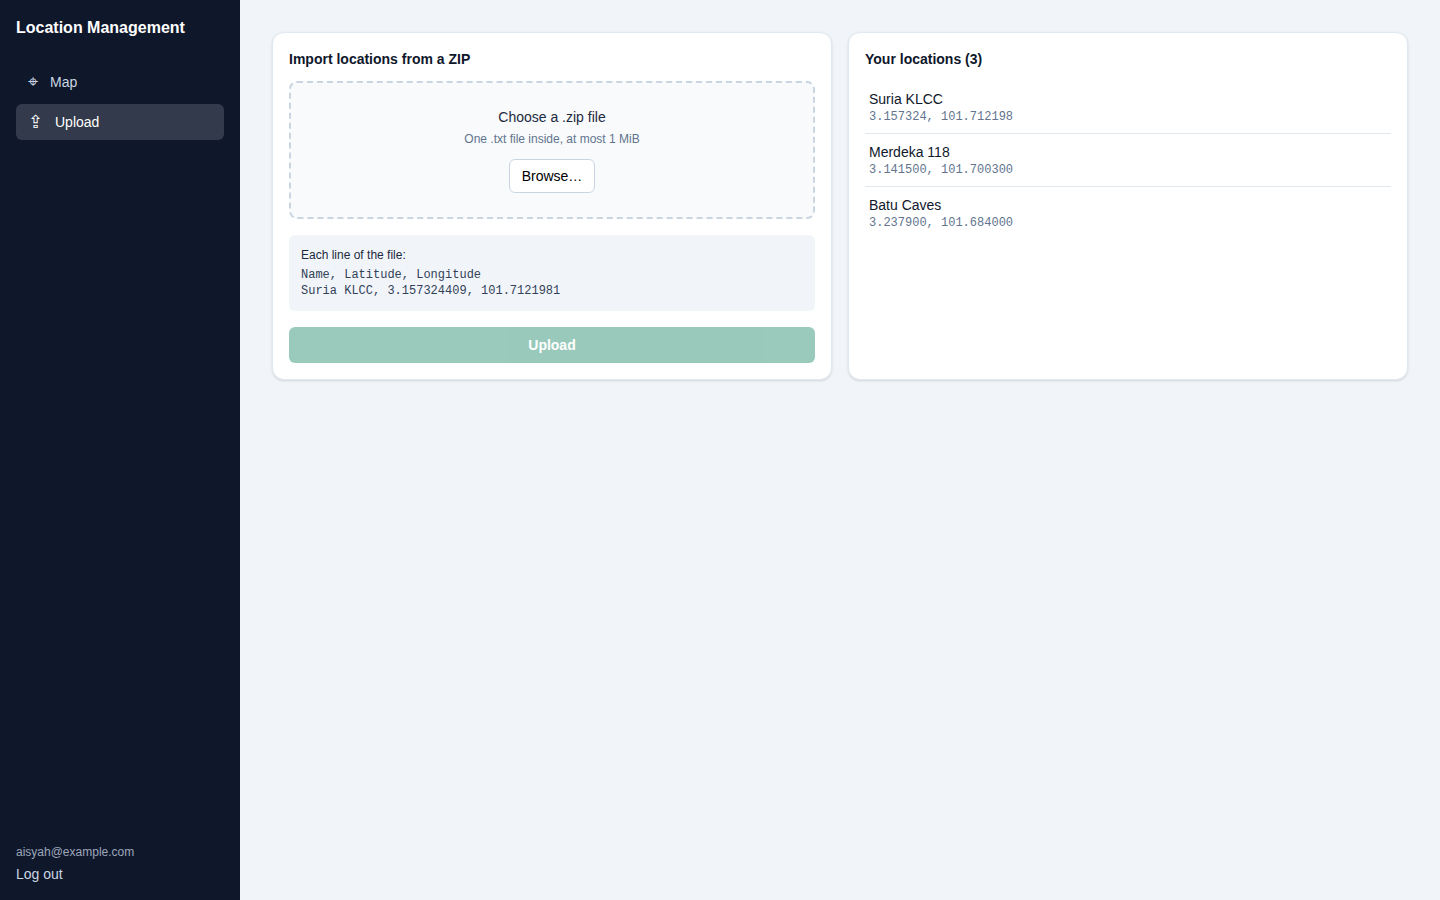 Location Management
⌖ Map
⇪ Upload
aisyah@example.com
Log out
Import locations from a ZIP
Choose a .zip file
One .txt file inside, at most 1 MiB
Browse…
Each line of the file:
Name, Latitude, Longitude
Suria KLCC, 3.157324409, 101.7121981
Upload
Your locations (3)
Suria KLCC
3.157324, 101.712198
Merdeka 118
3.141500, 101.700300
Batu Caves
3.237900, 101.684000